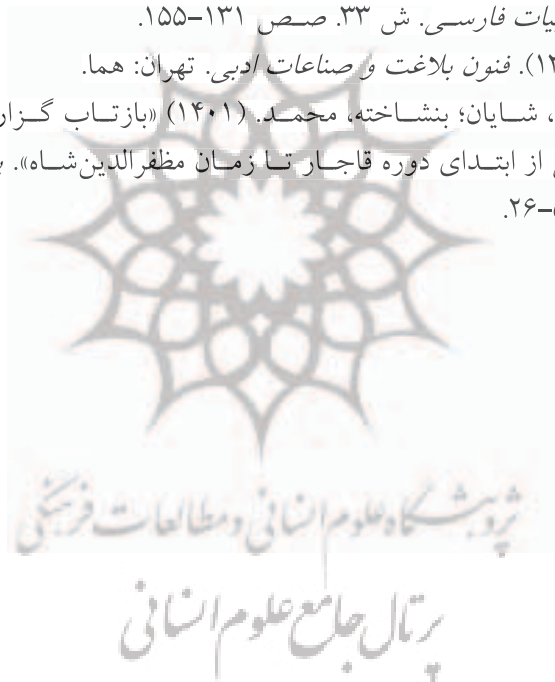 یات فارسی. ش ۳۳. صص ۱۳۱–۱۵۵.
فنون بلاغت و صناعات ادبی. تهران: هما.
، شایان؛ بنشاخته، محمد. (۱۴۰۱) «بازتاب گزار
از ابتدای دوره قاجار تا زمان مظفرالدین‌شاه».
–۲۶.
پژوهشگاه علوم انسانی و مطالعات فرهنگی
پرتال جامع علوم انسانی